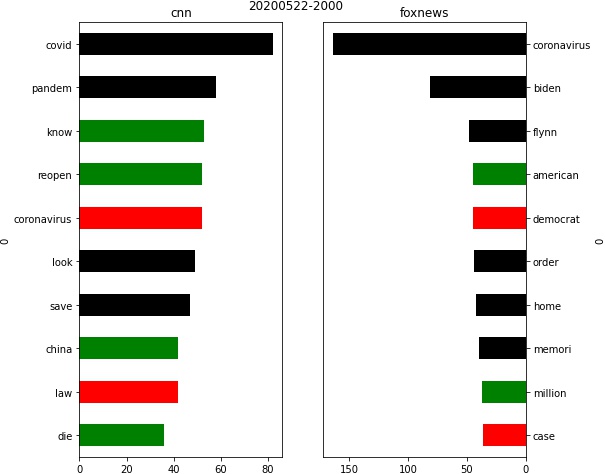 20200522-2000
cnn
foxnews
covid
pandem
know
reopen
coronavirus
look
save
china
law
die
0
0 20 40 60 80
coronavirus
biden
flynn
american
democrat
order
home
memori
million
case
0
150 100 50 0